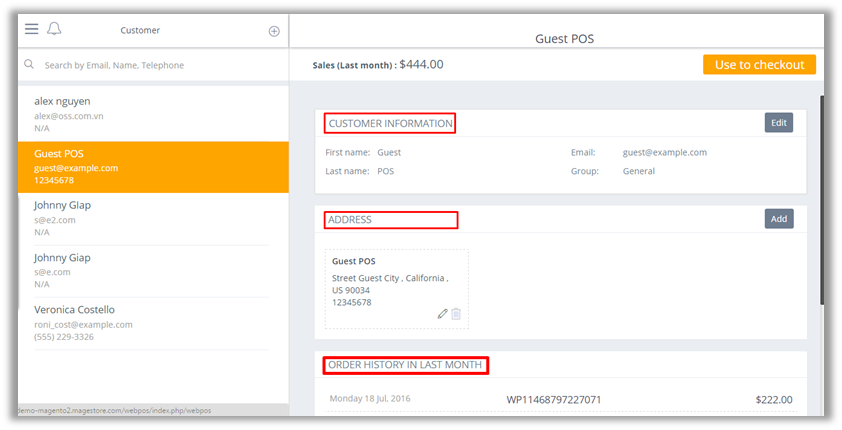 Customer
Search by Email, Name, Telephone
alex nguyen
alex@oss.com.vn
N/A
Guest POS
guest@example.com
12345678
Johnny Glap
s@e2.com
N/A
Johnny Giap
s@e.com
N/A
Veronica Costello
roni_cost@example.com
(555) 229-3326
demo-magento2.magestore.com/webpos/index.php/webpos
Guest POS
Sales (Last month) : $444.00
Use to checkout
CUSTOMER INFORMATION
Edit
First name: Guest Email: guest@example.com
Last name: POS Group: General
ADDRESS
Add
Guest POS
Street Guest City , California ,
US 90034
12345678
ORDER HISTORY IN LAST MONTH
Monday 18 Jul, 2016 WP11468797227071 $222.00